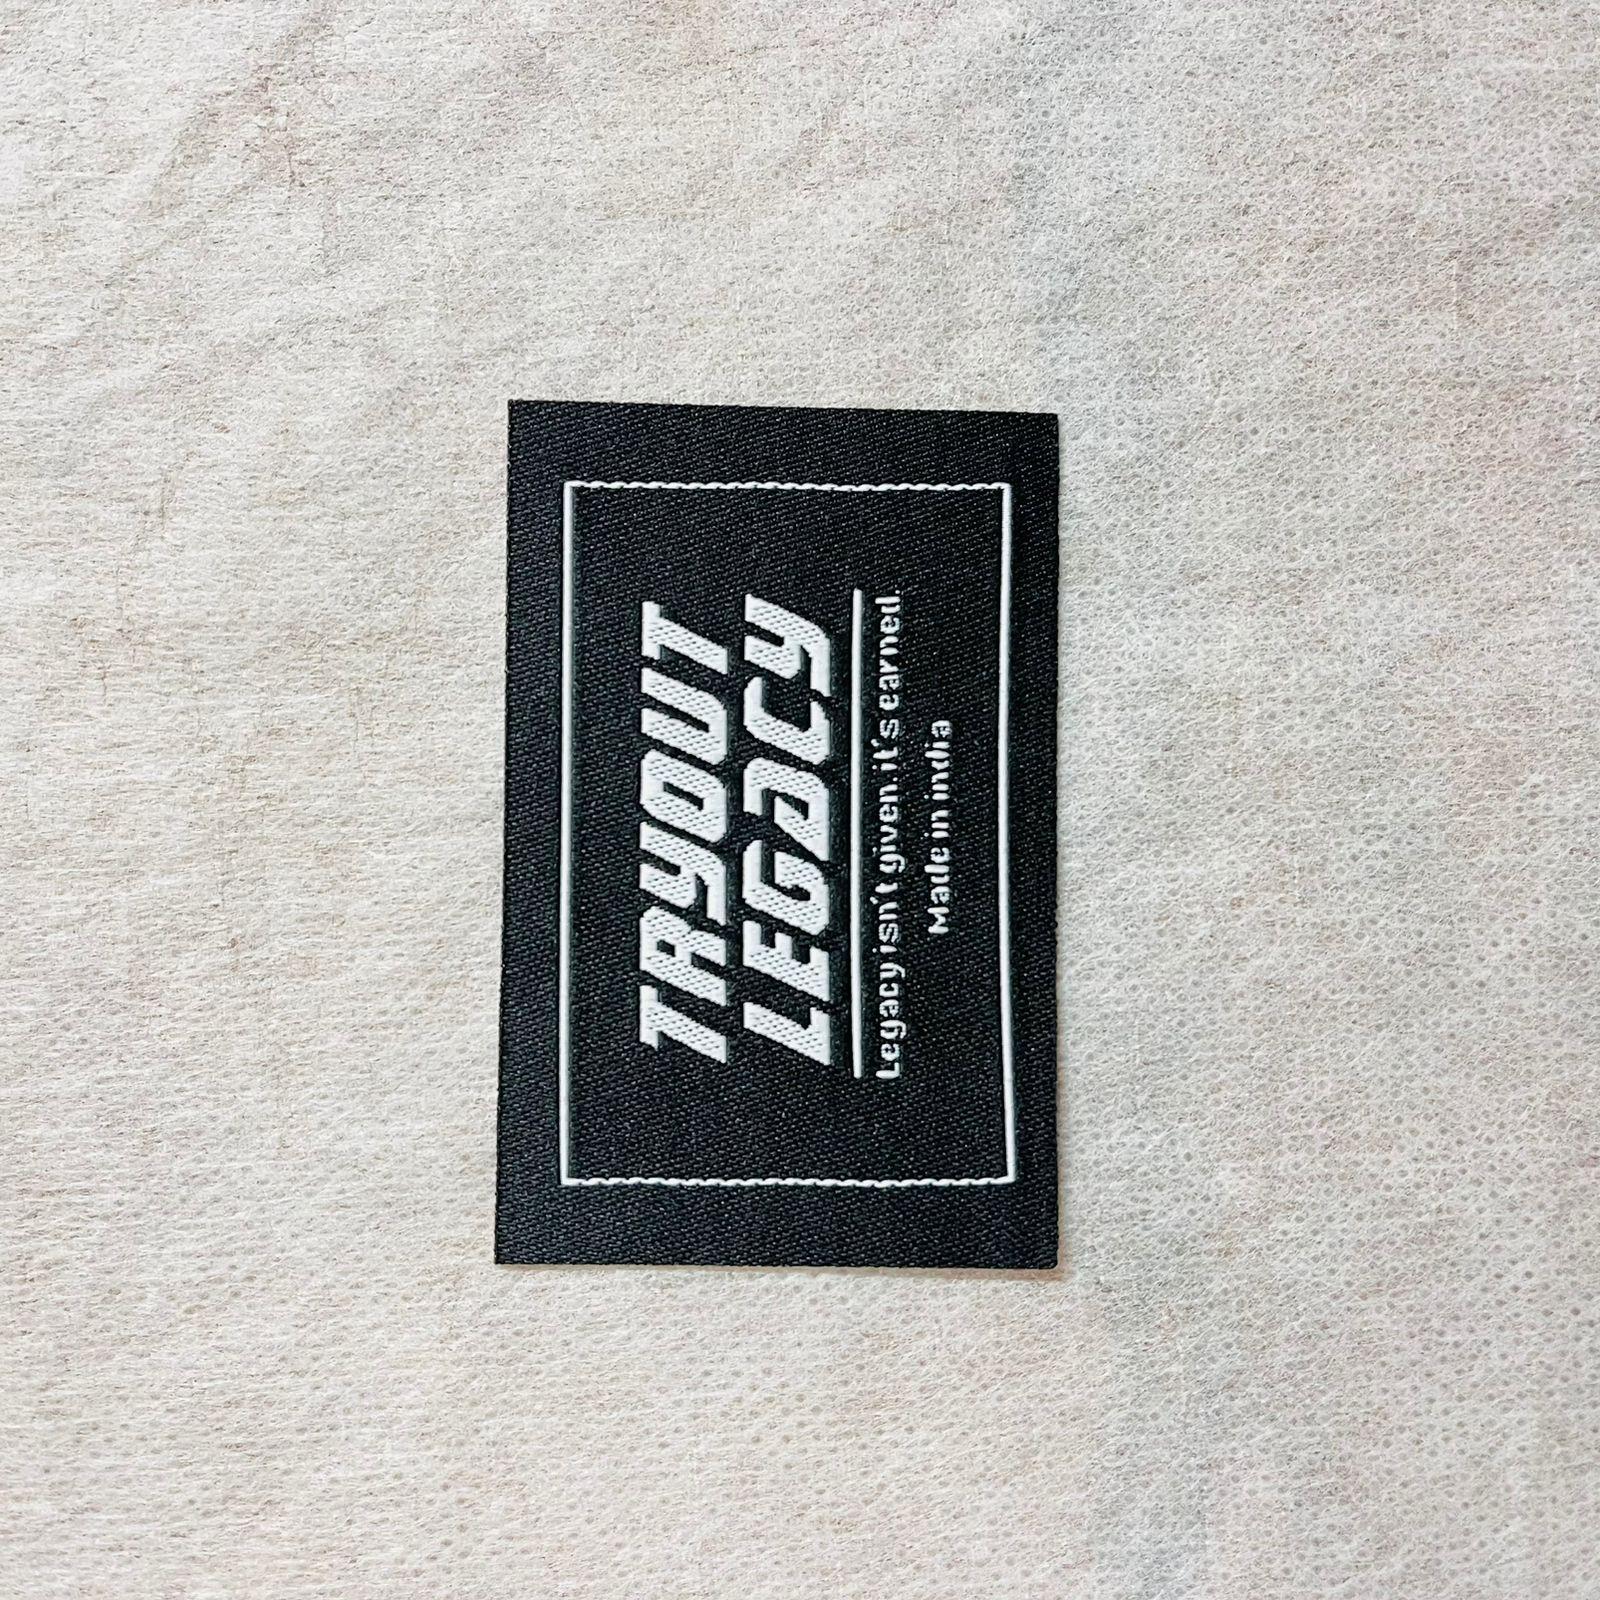 TRYOUT
LEGACY
Legacy isn't given. it's earned.
Made in india